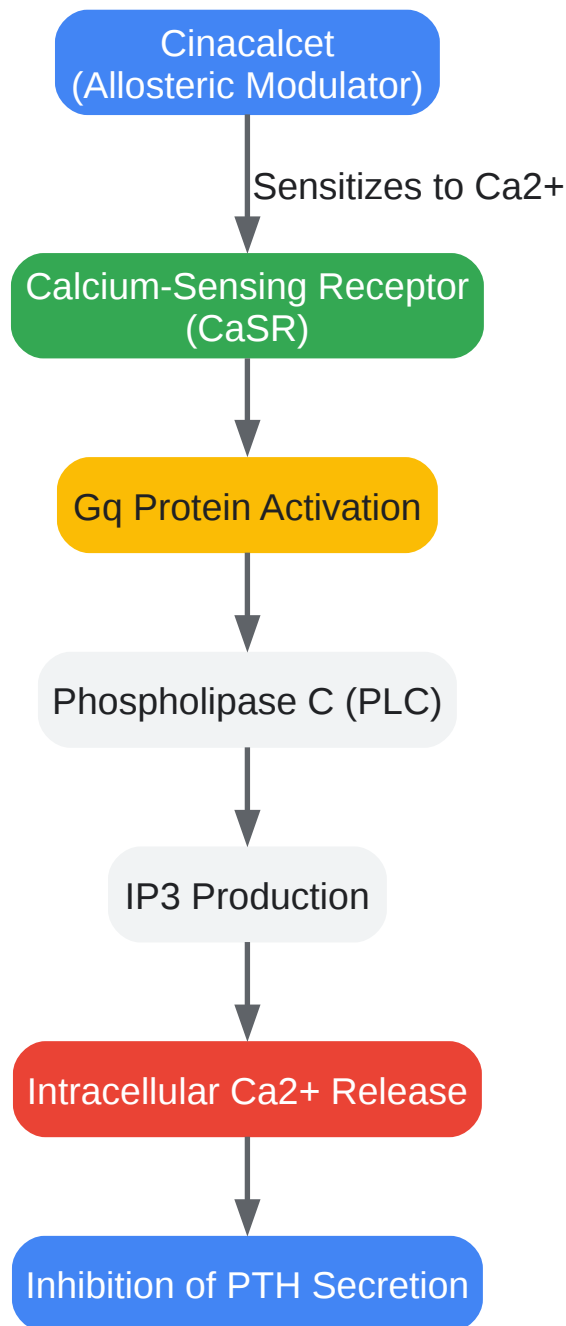 Cinacalcet
(Allosteric Modulator)
Sensitizes to Ca2+
Calcium-Sensing Receptor
(CaSR)
Gq Protein Activation
Phospholipase C (PLC)
IP3 Production
Intracellular Ca2+ Release
Inhibition of PTH Secretion